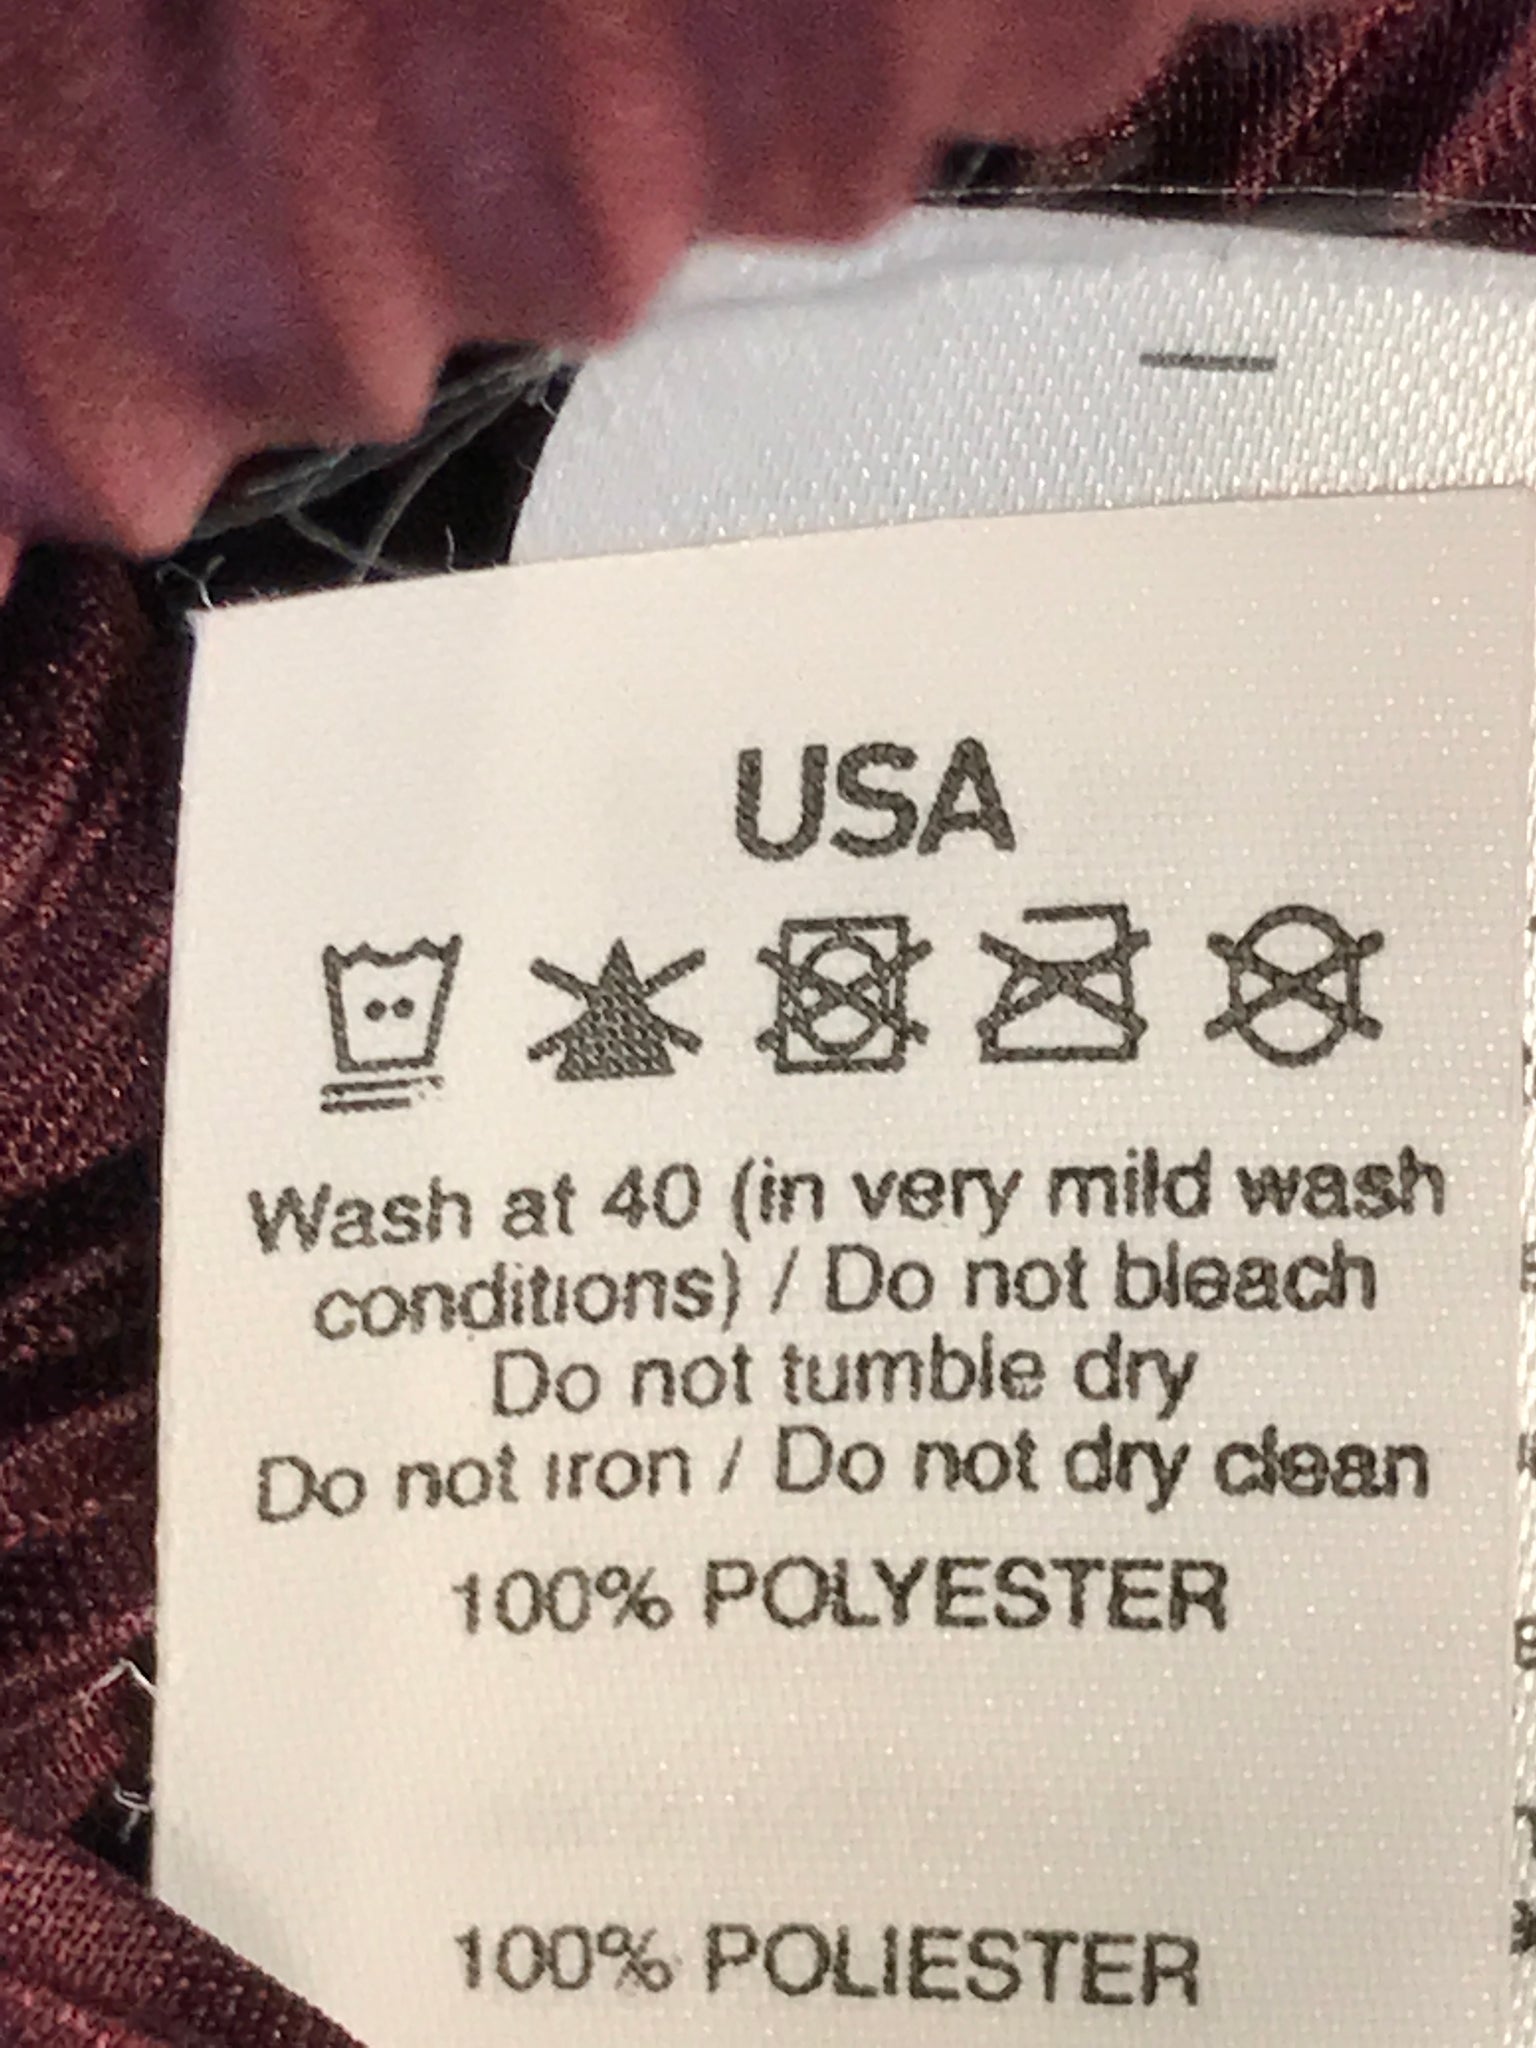 USA
Wash at 40 (in very mild wash
conditions) / Do not bleach
Do not tumble dry
Do not iron / Do not dry clean
100% POLYESTER
100% POLIESTER